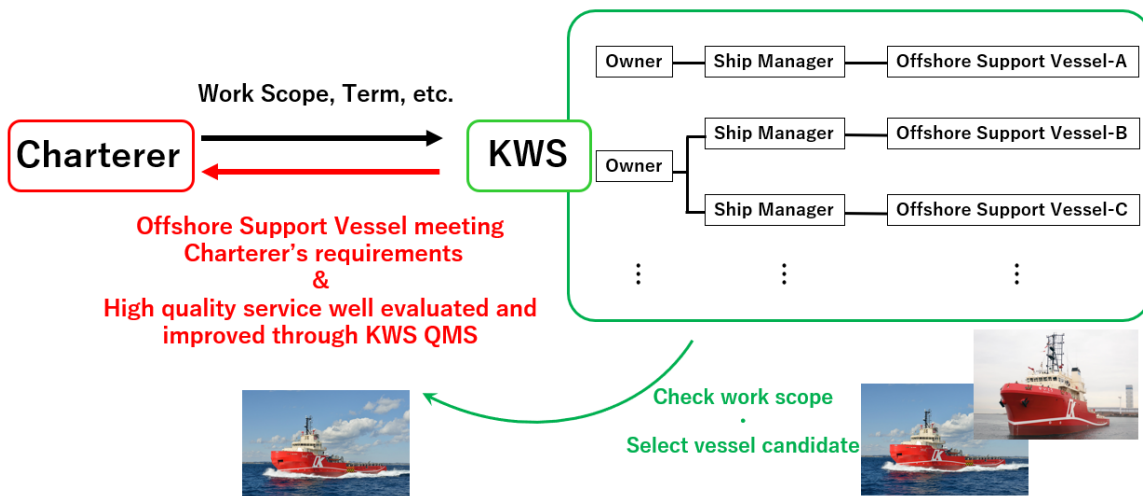 Work Scope, Term, etc.
Charterer
KWS
Offshore Support Vessel meeting
Charterer’s requirements
&
High quality service well evaluated and
improved through KWS QMS
Owner
Ship Manager
Offshore Support Vessel-A
Owner
Ship Manager
Offshore Support Vessel-B
Ship Manager
Offshore Support Vessel-C
⋮
⋮
⋮
Check work scope
・
Select vessel candidate
K
K
K